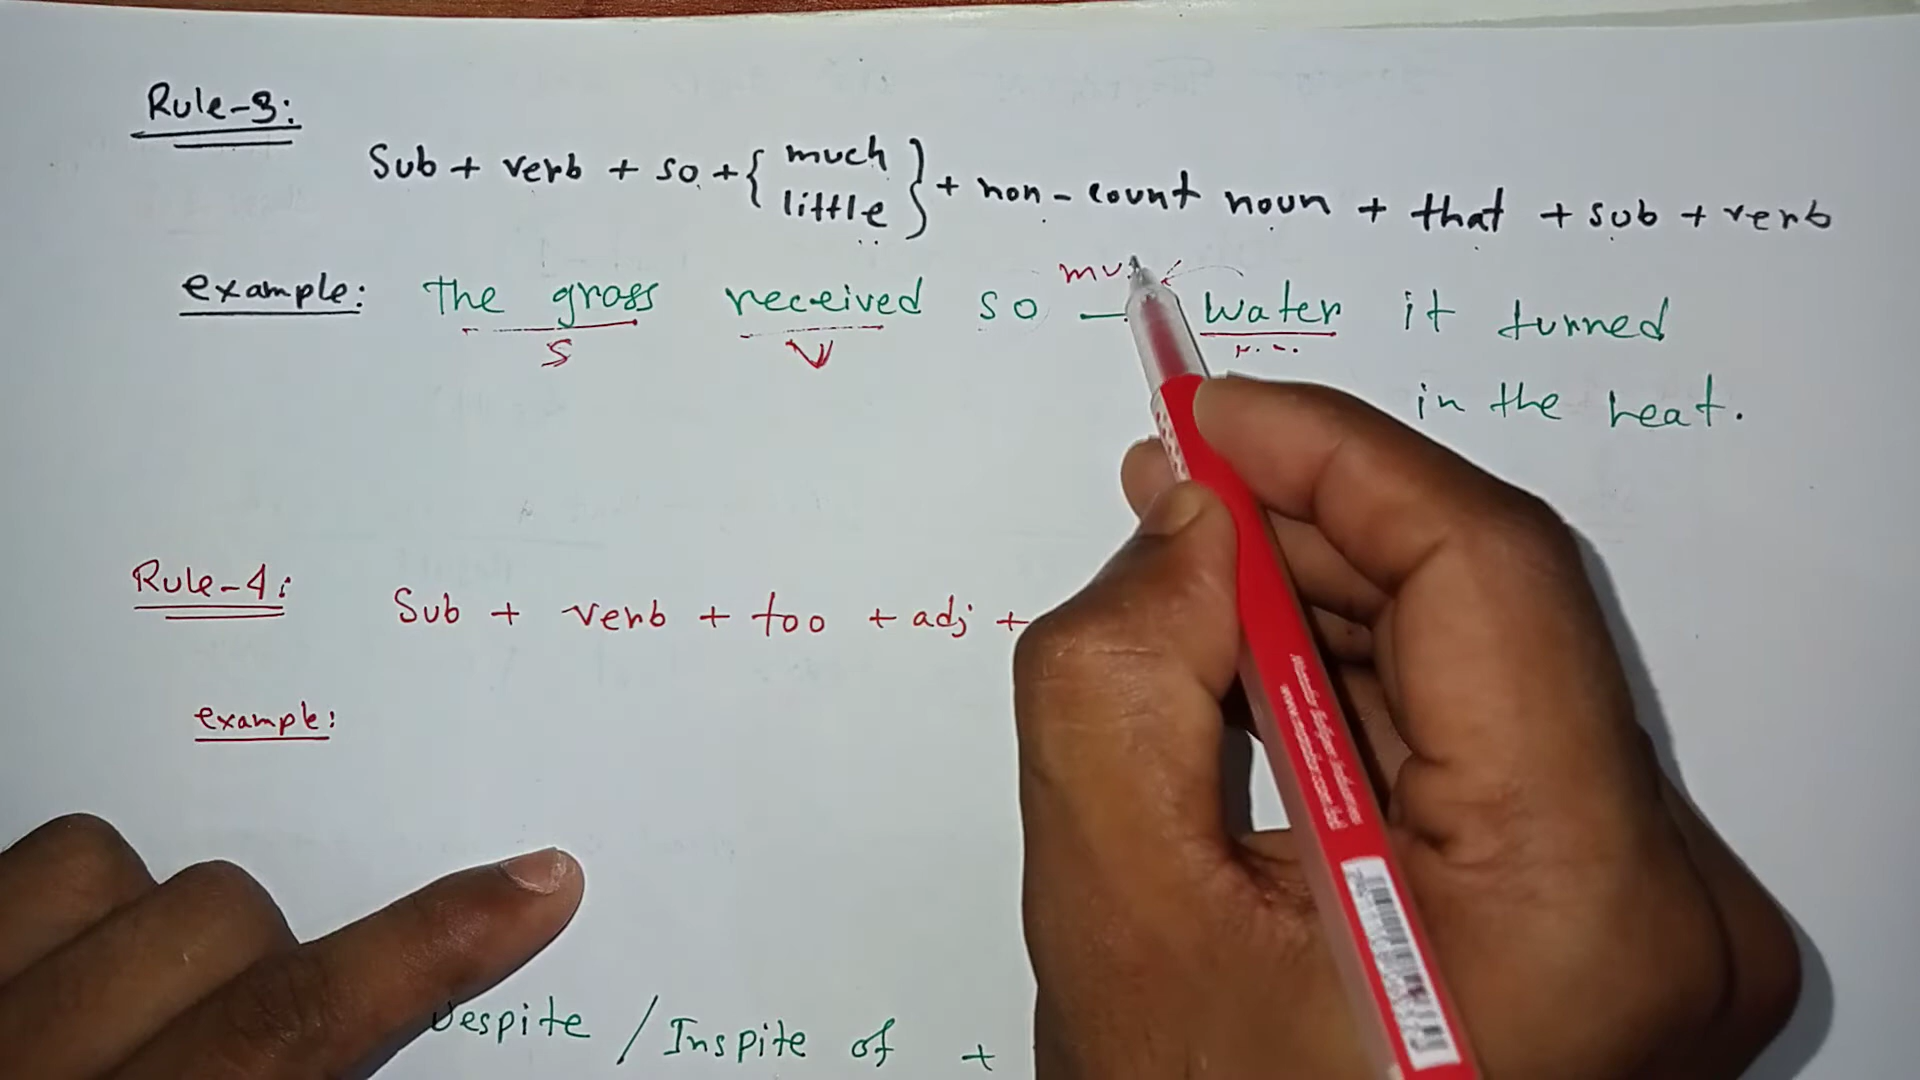 Rule-3:
Sub + verb + so + { much little } + non-count noun + that + sub + verb
mu
example: the grass received so — water it turned
S V
in the heat.
Rule-4: Sub + verb + too + adj +
example:
Despite / Inspite of +